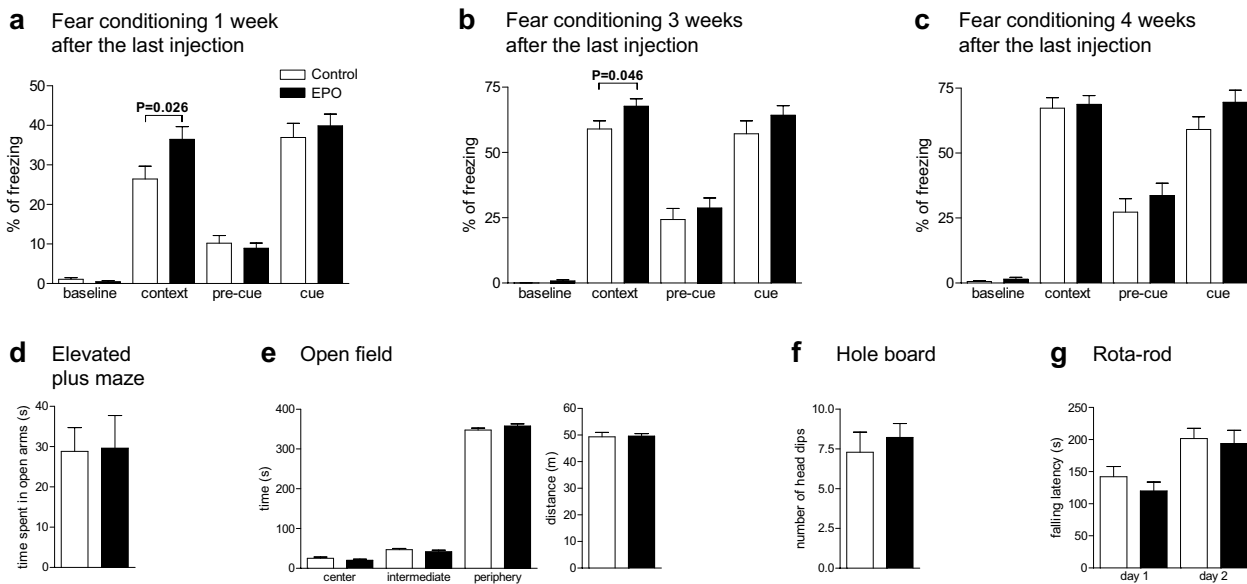 a Fear conditioning 1 week
after the last injection
Control
EPO
P=0.026
% of freezing
50
40
30
20
10
0
baseline context pre-cue cue
b Fear conditioning 3 weeks
after the last injection
P=0.046
% of freezing
75
50
25
0
baseline context pre-cue cue
c Fear conditioning 4 weeks
after the last injection
% of freezing
75
50
25
0
baseline context pre-cue cue
d Elevated
plus maze
time spent in open arms (s)
40
30
20
10
0
e Open field
time (s)
400
300
200
100
0
center intermediate periphery
distance (m)
60
50
40
30
20
10
0
f Hole board
number of head dips
10.0
7.5
5.0
2.5
0
g Rota-rod
falling latency (s)
250
200
150
100
50
0
day 1 day 2